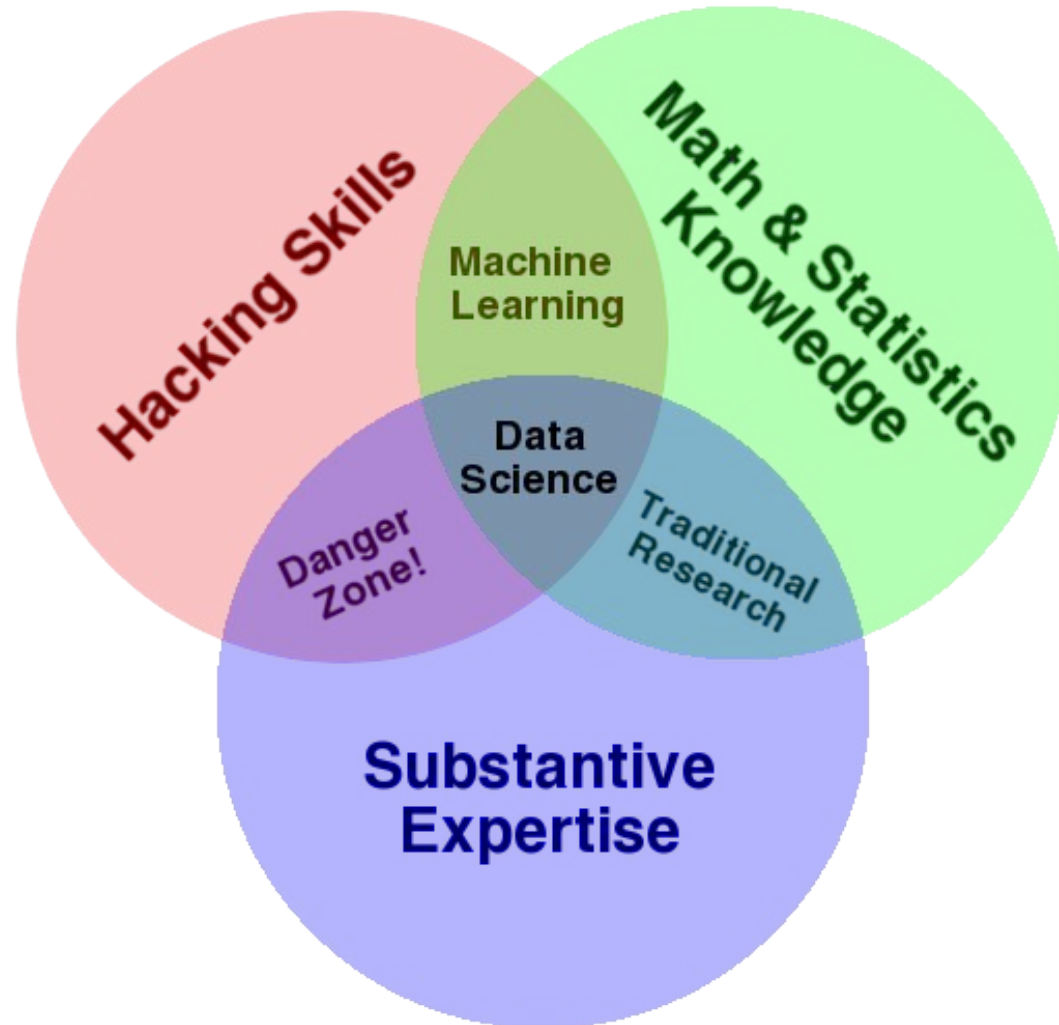 Hacking Skills
Math & Statistics
Knowledge
Machine
Learning
Data
Science
Danger
Zone!
Traditional
Research
Substantive
Expertise